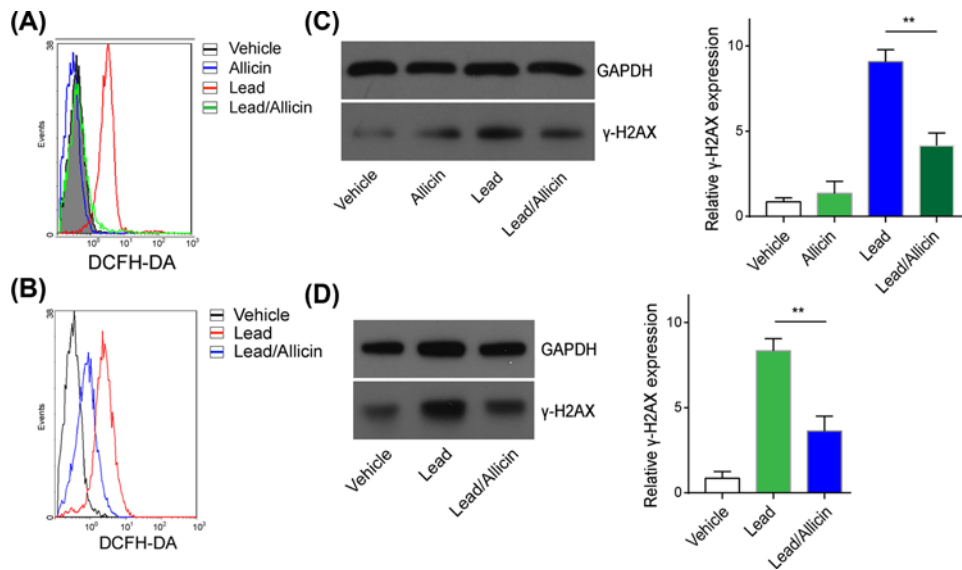 (A)
38
Events
0
10⁰ 10¹ 10² 10³
DCFH-DA
Vehicle
Allicin
Lead
Lead/Allicin
(B)
38
Events
0
10⁰ 10¹ 10² 10³
DCFH-DA
Vehicle
Lead
Lead/Allicin
(C)
GAPDH
γ-H2AX
Vehicle
Allicin
Lead
Lead/Allicin
Relative γ-H2AX expression
10
5
0
**
Vehicle
Allicin
Lead
Lead/Allicin
(D)
GAPDH
γ-H2AX
Vehicle
Lead
Lead/Allicin
Relative γ-H2AX expression
10
5
0
**
Vehicle
Lead
Lead/Allicin